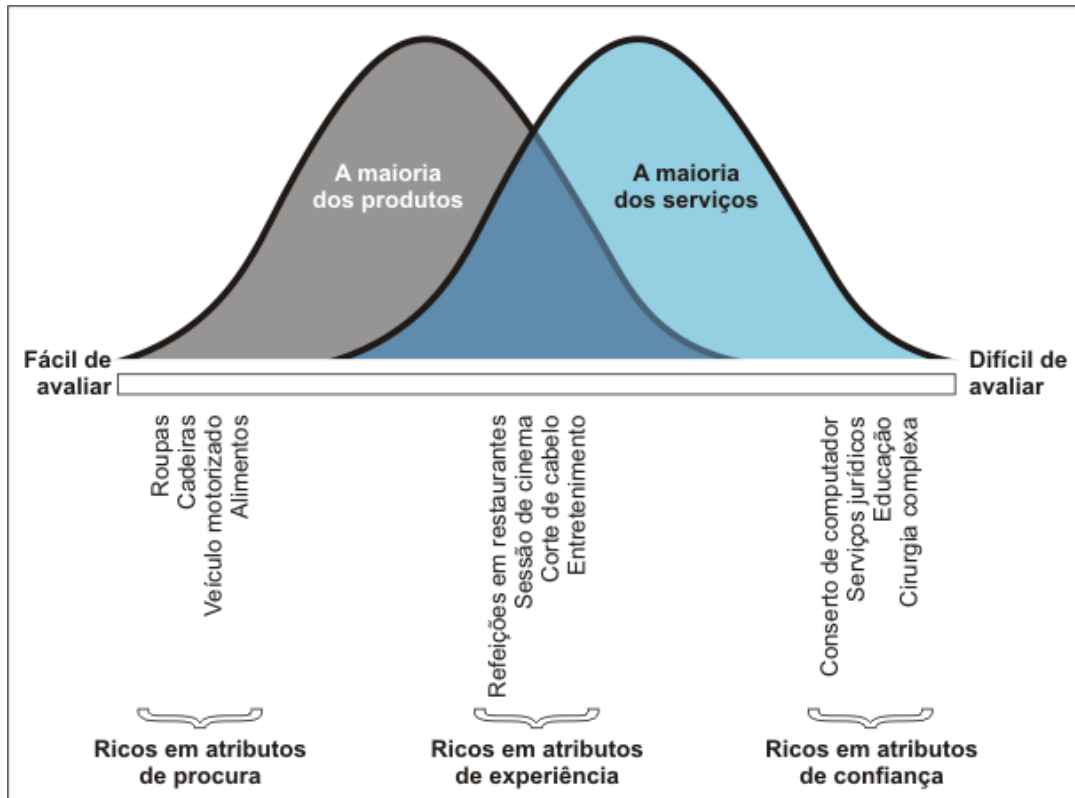 A maioria
dos produtos
A maioria
dos serviços
Fácil de
avaliar
Difícil de
avaliar
Roupas
Cadeiras
Veículo motorizado
Alimentos
Refeições em restaurantes
Sessão de cinema
Corte de cabelo
Entretenimento
Conserto de computador
Serviços jurídicos
Educação
Cirurgia complexa
Ricos em atributos
de procura
Ricos em atributos
de experiência
Ricos em atributos
de confiança